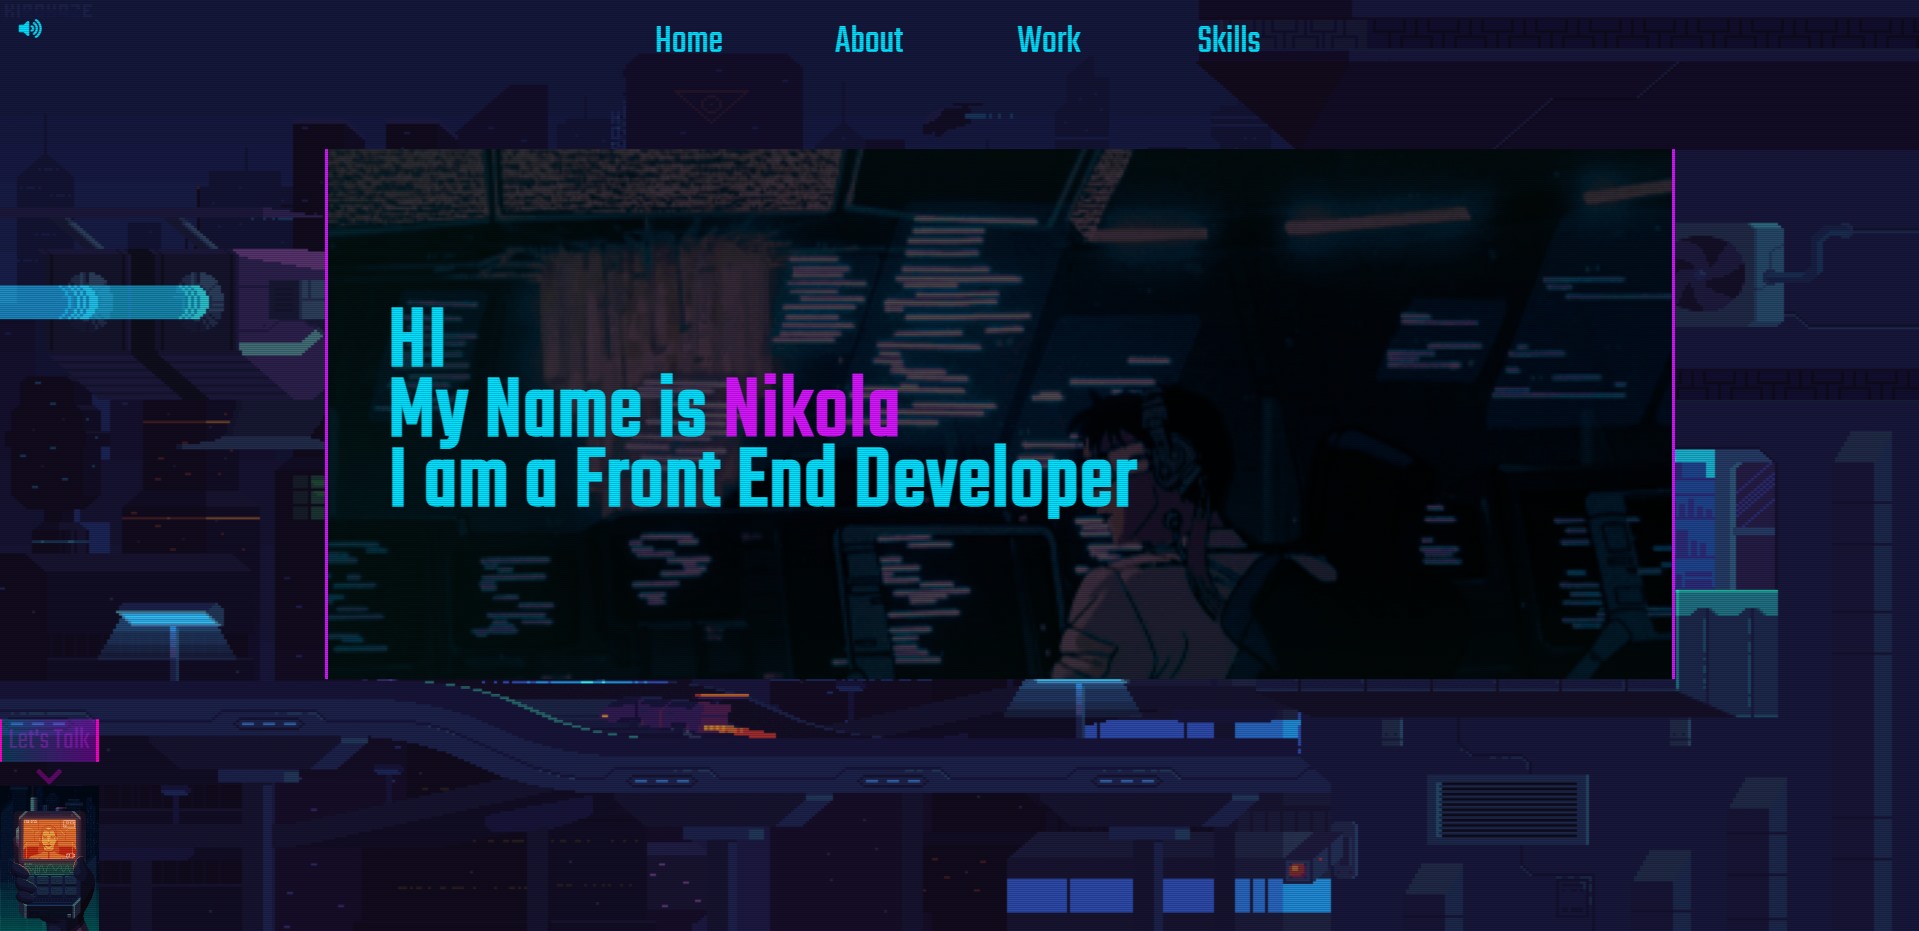 Home
About
Work
Skills
HI
My Name is Nikola
I am a Front End Developer
Let's Talk